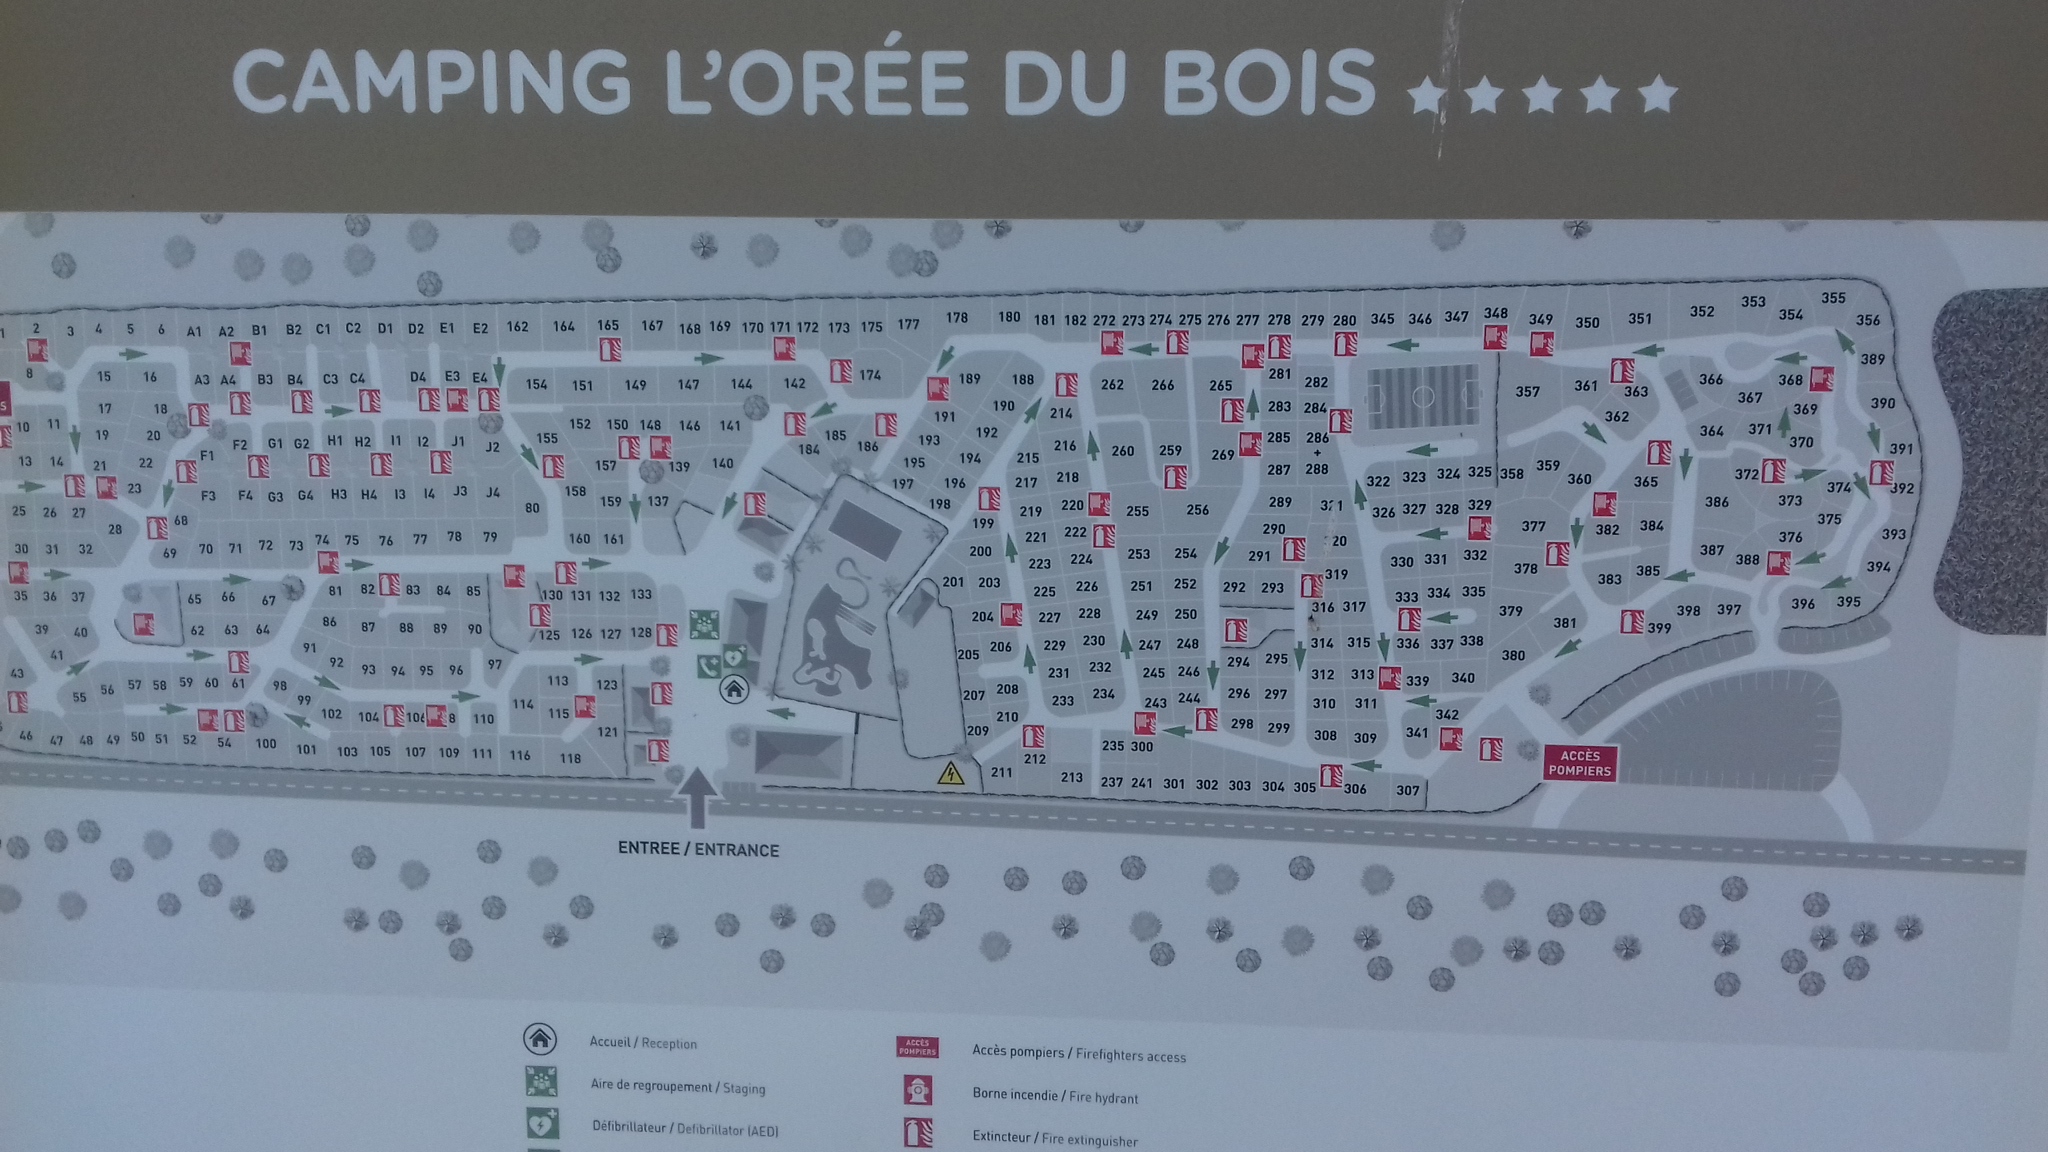 CAMPING L'ORÉE DU BOIS
1 2 3 4 5 6 A1 A2 B1 B2 C1 C2 D1 D2 E1 E2 162 164 165 167 168 169 170 171 172 173 175 177 178 180 181 182 272 273 274 275 276 277 278 279 280 345 346 347 348 349 350 351 352 353 354 355 356
8 15 16 A3 A4 B3 B4 C3 C4 D4 E3 E4 154 151 149 147 144 142 174 189 188 262 266 265 281 282 357 361 363 366 368 389
10 11 17 18 190 214 283 284 362 367 369 390
19 20 F1 F2 G1 G2 H1 H2 I1 I2 J1 J2 155 152 150 148 146 141 184 185 186 191 192 193 216 260 259 269 285 286 + 288 364 371 370 391
13 14 21 22 23 157 139 140 194 195 215 218 287 322 323 324 325 358 359 360 365 372 374 392
25 26 27 28 68 F3 F4 G3 G4 H3 H4 I3 I4 J3 J4 80 158 159 137 196 197 198 199 217 219 220 255 256 289 326 327 328 329 377 382 384 386 373 375
30 31 32 69 70 71 72 73 74 75 76 77 78 79 160 161 200 221 222 223 224 253 254 290 291 330 331 332 378 387 388 376 393
35 36 37 65 66 67 81 82 83 84 85 130 131 132 133 201 203 225 226 251 252 292 293 319 333 334 335 383 385 394
39 40 62 63 64 86 87 88 89 90 125 126 127 128 204 227 228 249 250 316 317 336 337 338 379 381 399 398 397 396 395
41 43 91 92 93 94 95 96 97 205 206 229 230 231 232 247 248 245 246 294 295 314 315 312 313 339 340 380
55 56 57 58 59 60 61 98 99 113 114 123 207 208 233 234 243 244 296 297 310 311 342
46 47 48 49 50 51 52 54 100 101 102 103 104 105 107 109 110 111 115 116 118 121 209 210 211 212 213 235 300 298 299 308 309 341
237 241 301 302 303 304 305 306 307
ACCÈS
POMPIERS
ENTREE / ENTRANCE
Accueil / Reception
Aire de regroupement / Staging
Défibrillateur / Defibrillator (AED)
ACCÈS
POMPIERS
Accès pompiers / Firefighters access
Borne incendie / Fire hydrant
Extincteur / Fire extinguisher